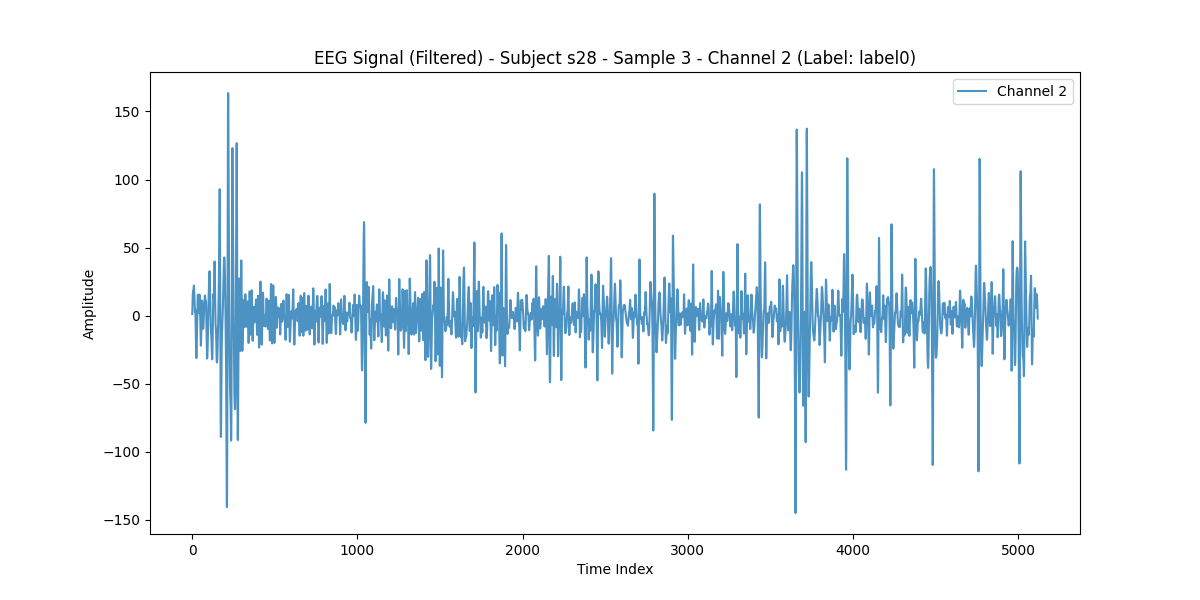 EEG Signal (Filtered) - Subject s28 - Sample 3 - Channel 2 (Label: label0)
Channel 2
150
100
50
0
−50
−100
−150
Amplitude
0 1000 2000 3000 4000 5000
Time Index